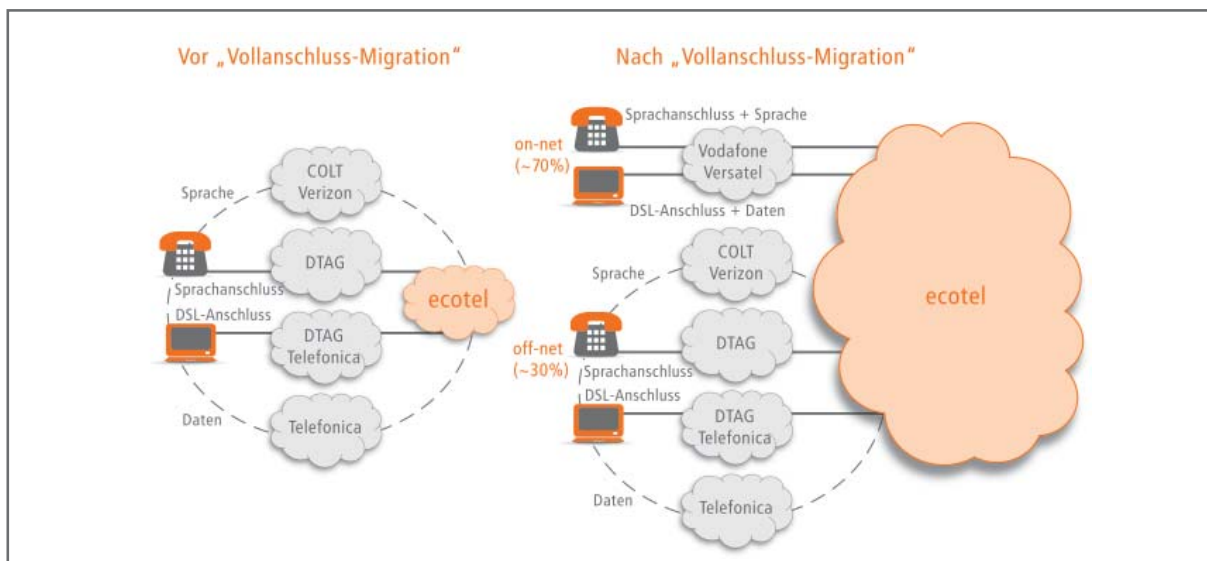 Vor „Vollanschluss-Migration“
COLT
Verizon
Sprache
DTAG
Sprachanschluss
DSL-Anschluss
ecotel
DTAG
Telefonica
Daten
Telefonica
Nach „Vollanschluss-Migration“
Sprachanschluss + Sprache
on-net
(~70%)
Vodafone
Versatel
DSL-Anschluss + Daten
COLT
Verizon
Sprache
ecotel
off-net
(~30%)
DTAG
Sprachanschluss
DSL-Anschluss
DTAG
Telefonica
Daten
Telefonica